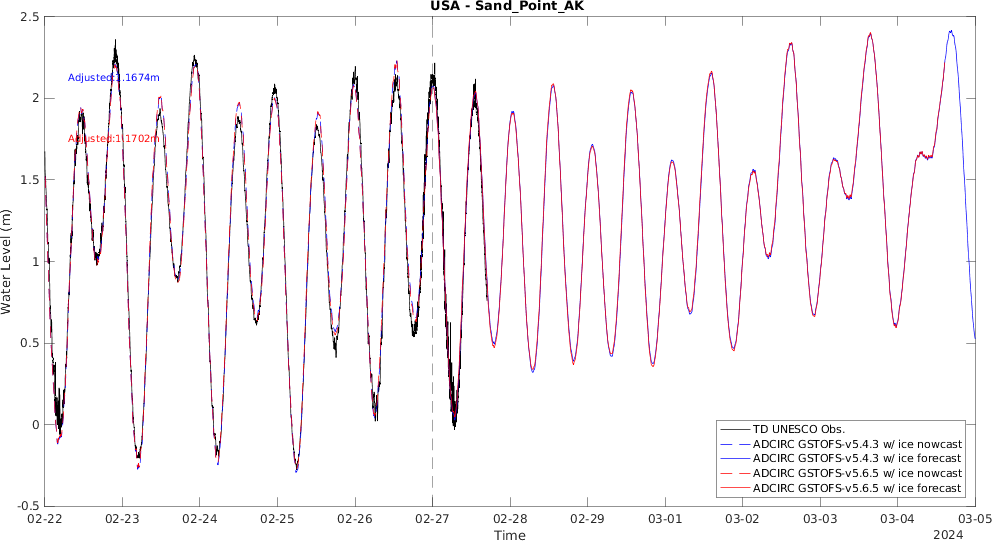 USA - Sand_Point_AK
2.5
2
1.5
1
0.5
0
-0.5
Water Level (m)
Adjusted:1.1674m
Adjusted:1.1702m
02-22
02-23
02-24
02-25
02-26
02-27
02-28
02-29
03-01
03-02
03-03
03-04
03-05
Time
2024
TD UNESCO Obs.
ADCIRC GSTOFS-v5.4.3 w/ ice nowcast
ADCIRC GSTOFS-v5.4.3 w/ ice forecast
ADCIRC GSTOFS-v5.6.5 w/ ice nowcast
ADCIRC GSTOFS-v5.6.5 w/ ice forecast